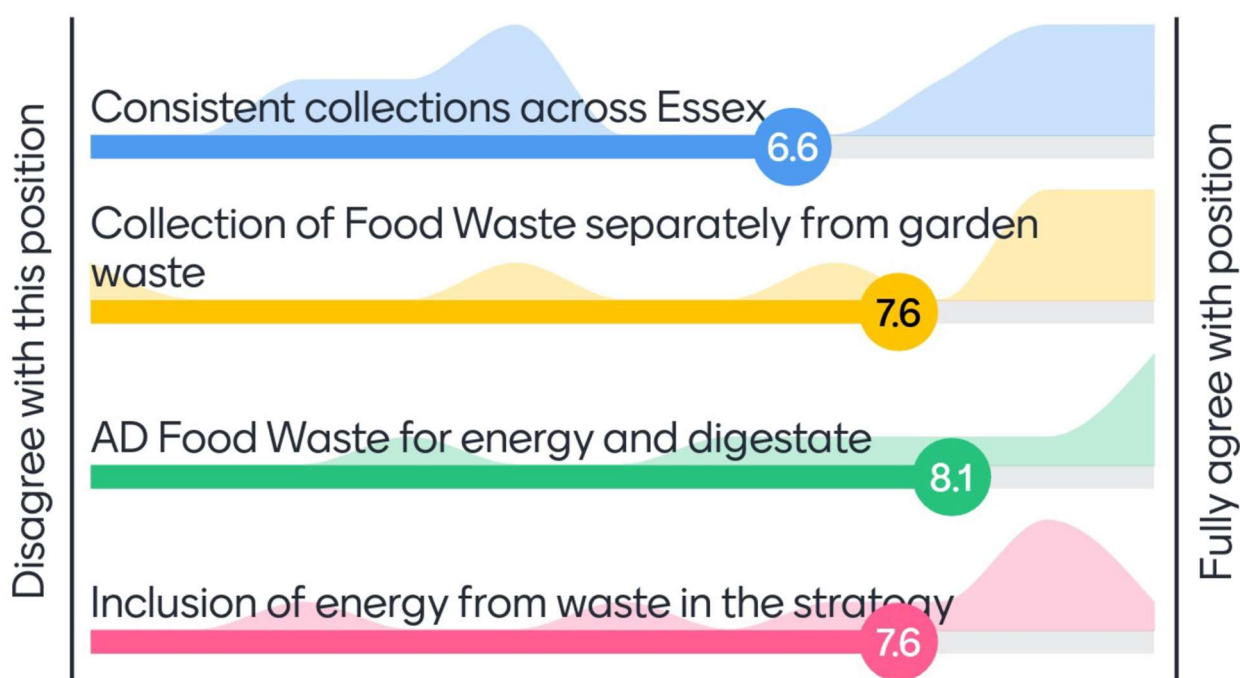 Disagree with this position
Consistent collections across Essex
6.6
Collection of Food Waste separately from garden
waste
7.6
AD Food Waste for energy and digestate
8.1
Inclusion of energy from waste in the strategy
7.6
Fully agree with position